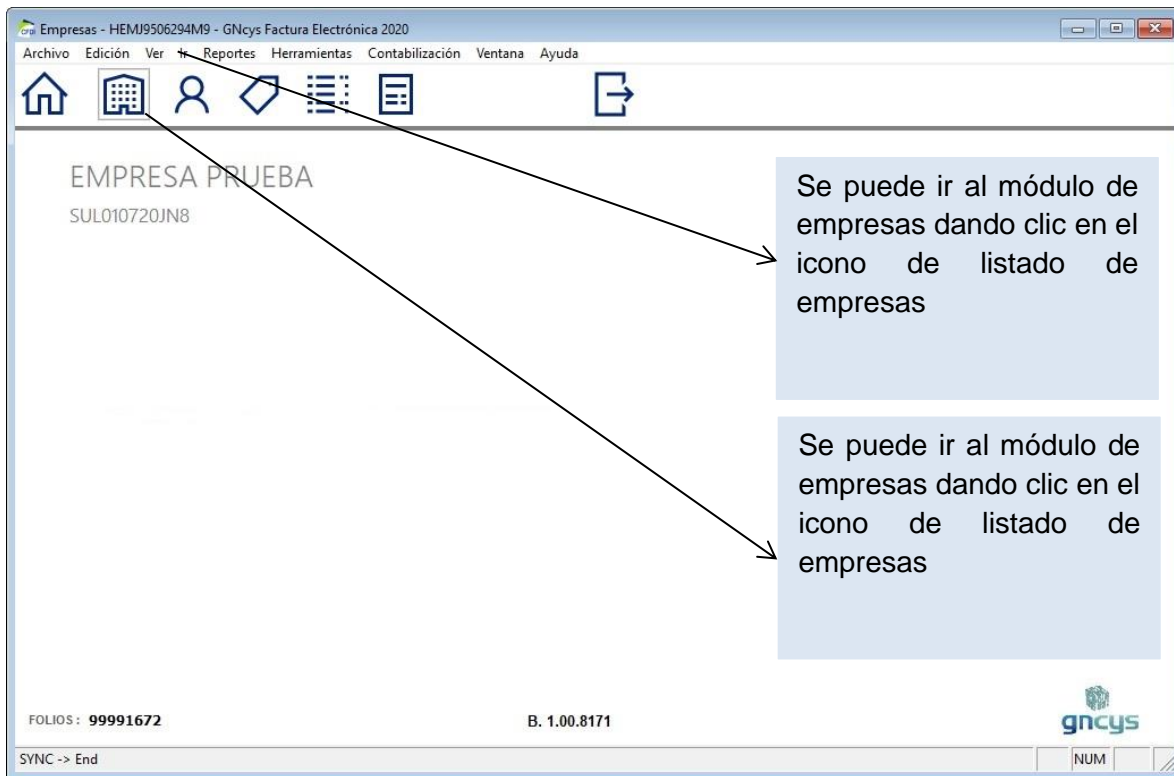 Empresas - HEMJ9506294M9 - GNcys Factura Electrónica 2020
Archivo Edición Ver Ir Reportes Herramientas Contabilización Ventana Ayuda
EMPRESA PRUEBA
SUL010720JN8
Se puede ir al módulo de
empresas dando clic en el
icono de listado de
empresas
Se puede ir al módulo de
empresas dando clic en el
icono de listado de
empresas
FOLIOS : 99991672
B. 1.00.8171
gncys
SYNC -> End
NUM